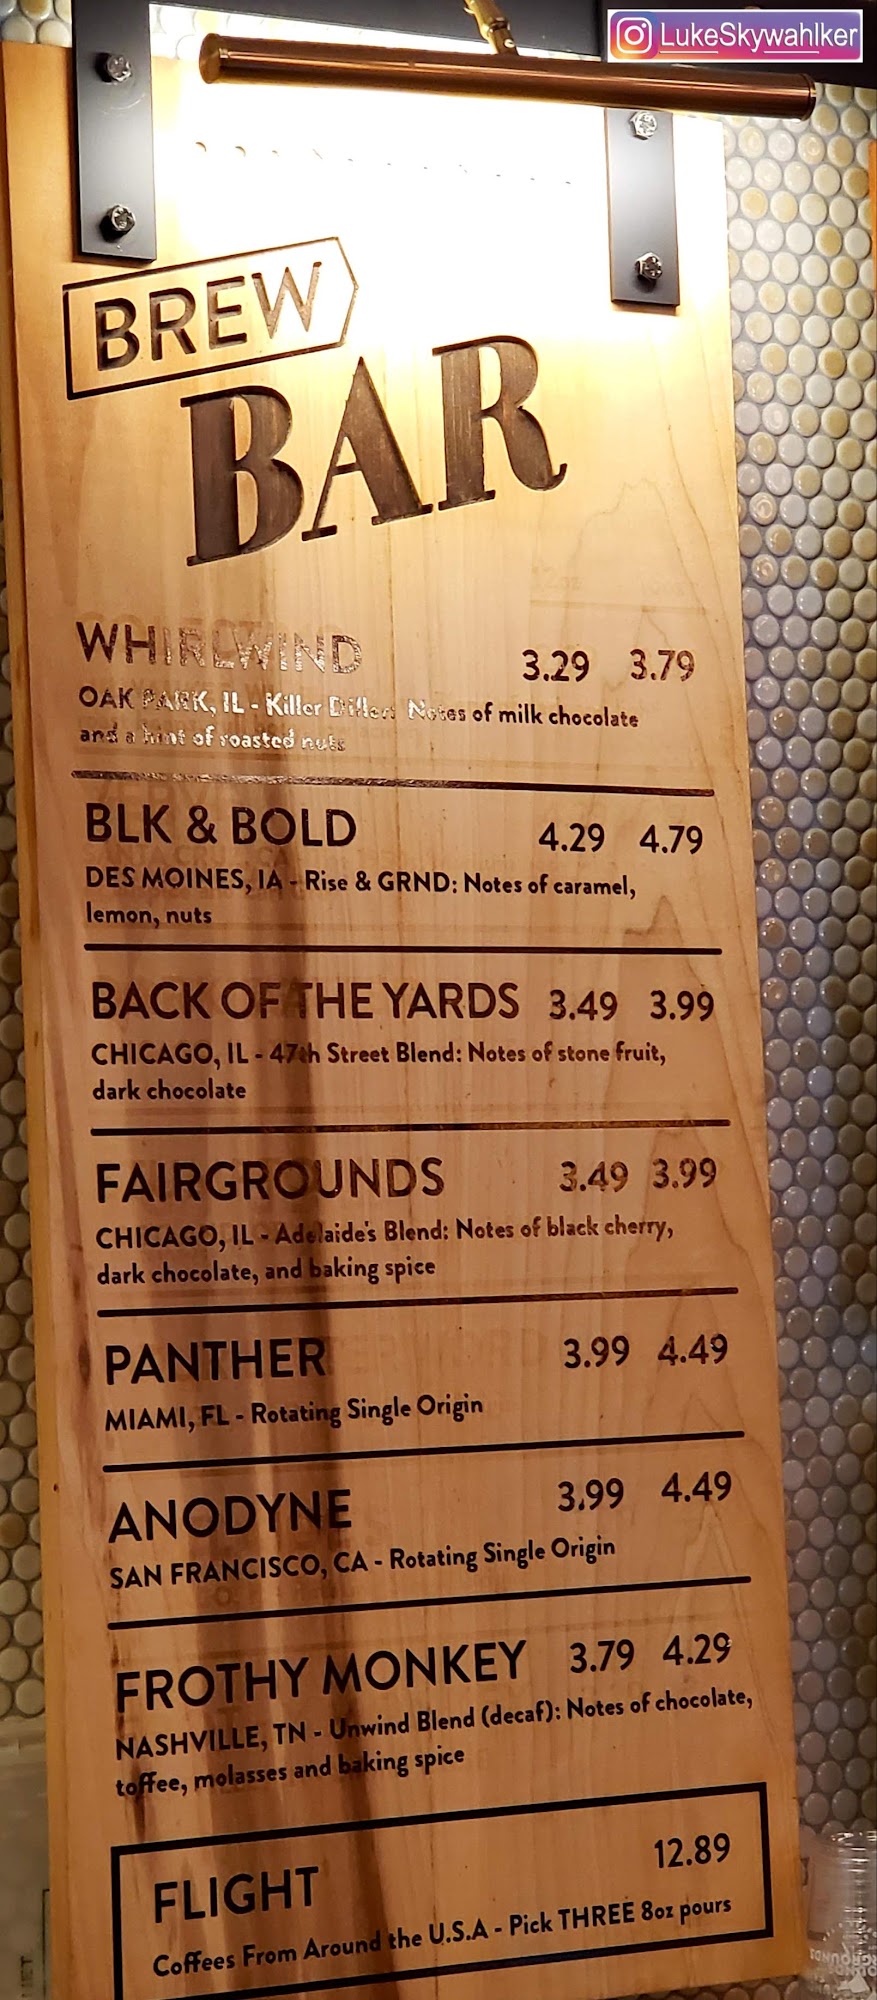 LukeSkywahlker
BREW
BAR
WHIRLWIND 3.29 3.79
OAK PARK, IL - Killer Diller: Notes of milk chocolate
and a hint of roasted nuts
BLK & BOLD 4.29 4.79
DES MOINES, IA - Rise & GRND: Notes of caramel,
lemon, nuts
BACK OF THE YARDS 3.49 3.99
CHICAGO, IL - 47th Street Blend: Notes of stone fruit,
dark chocolate
FAIRGROUNDS 3.49 3.99
CHICAGO, IL - Adelaide's Blend: Notes of black cherry,
dark chocolate, and baking spice
PANTHER 3.99 4.49
MIAMI, FL - Rotating Single Origin
ANODYNE 3.99 4.49
SAN FRANCISCO, CA - Rotating Single Origin
FROTHY MONKEY 3.79 4.29
NASHVILLE, TN - Unwind Blend (decaf): Notes of chocolate,
toffee, molasses and baking spice
FLIGHT 12.89
Coffees From Around the U.S.A - Pick THREE 8oz pours